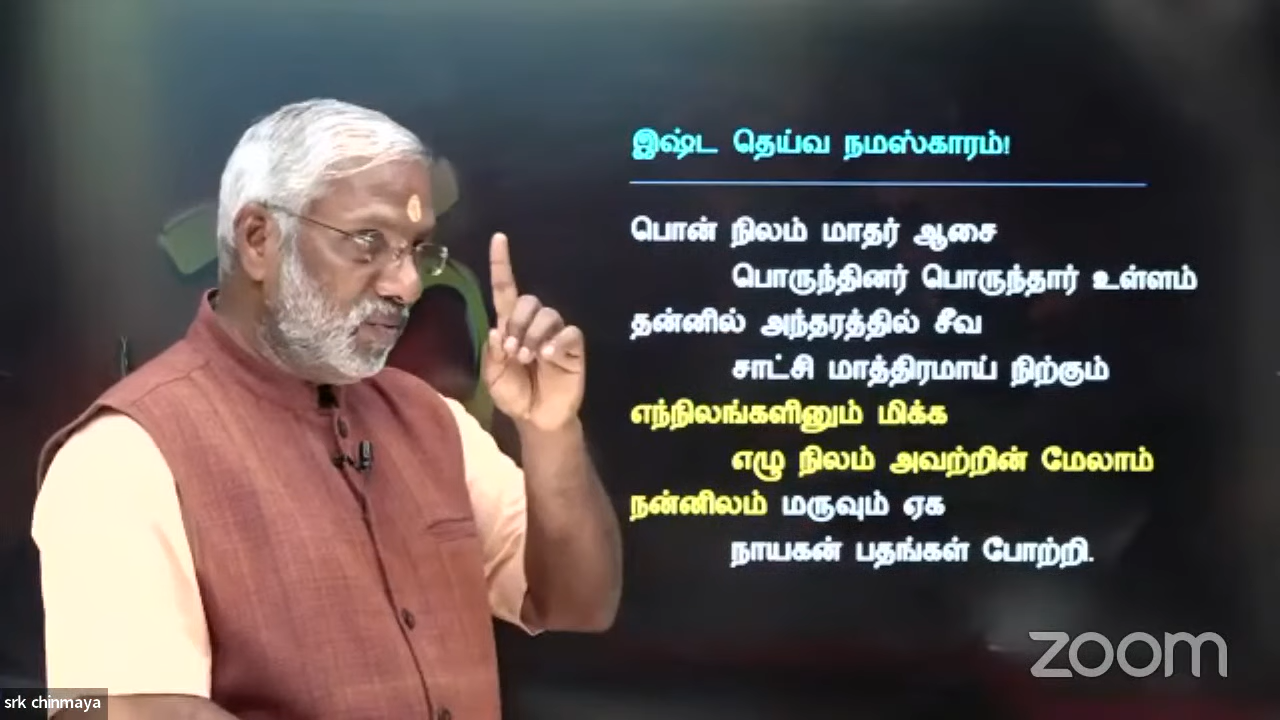 இஷ்ட தெய்வ நமஸ்காரம்!
பொன் நிலம் மாதர் ஆசை
பொருந்தினர் பொருந்தார் உள்ளம்
தன்னில் அந்தரத்தில் சீவ
சாட்சி மாத்திரமாய் நிற்கும்
எந்நிலங்களினும் மிக்க
எழு நிலம் அவற்றின் மேலாம்
நன்னிலம் மருவும் ஏக
நாயகன் பதங்கள் போற்றி.
zoom
srk chinmaya